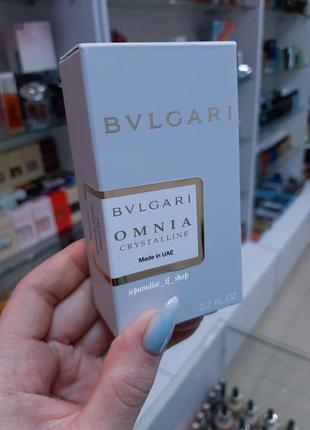 BVLGARI
BVLGARI
OMNIA
CRYSTALLINE
Made in UAE
@paradise_if_shop
2.2 FL.OZ